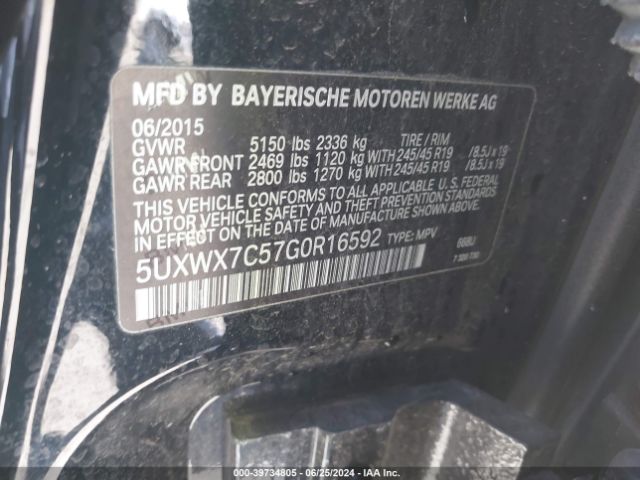 MFD BY BAYERISCHE MOTOREN WERKE AG
06/2015
GVWR 5150 lbs 2336 kg TIRE / RIM
GAWR FRONT 2469 lbs 1120 kg WITH 245/45 R19 / 8.5J x 19
GAWR REAR 2800 lbs 1270 kg WITH 245/45 R19 / 8.5J x 19
THIS VEHICLE CONFORMS TO ALL APPLICABLE U.S. FEDERAL
MOTOR VEHICLE SAFETY AND THEFT PREVENTION STANDARDS
IN EFFECT ON THE DATE OF MANUFACTURE SHOWN ABOVE.
5UXWX7C57G0R16592 TYPE: MPV
000-39734805 - 06/25/2024 - IAA Inc.